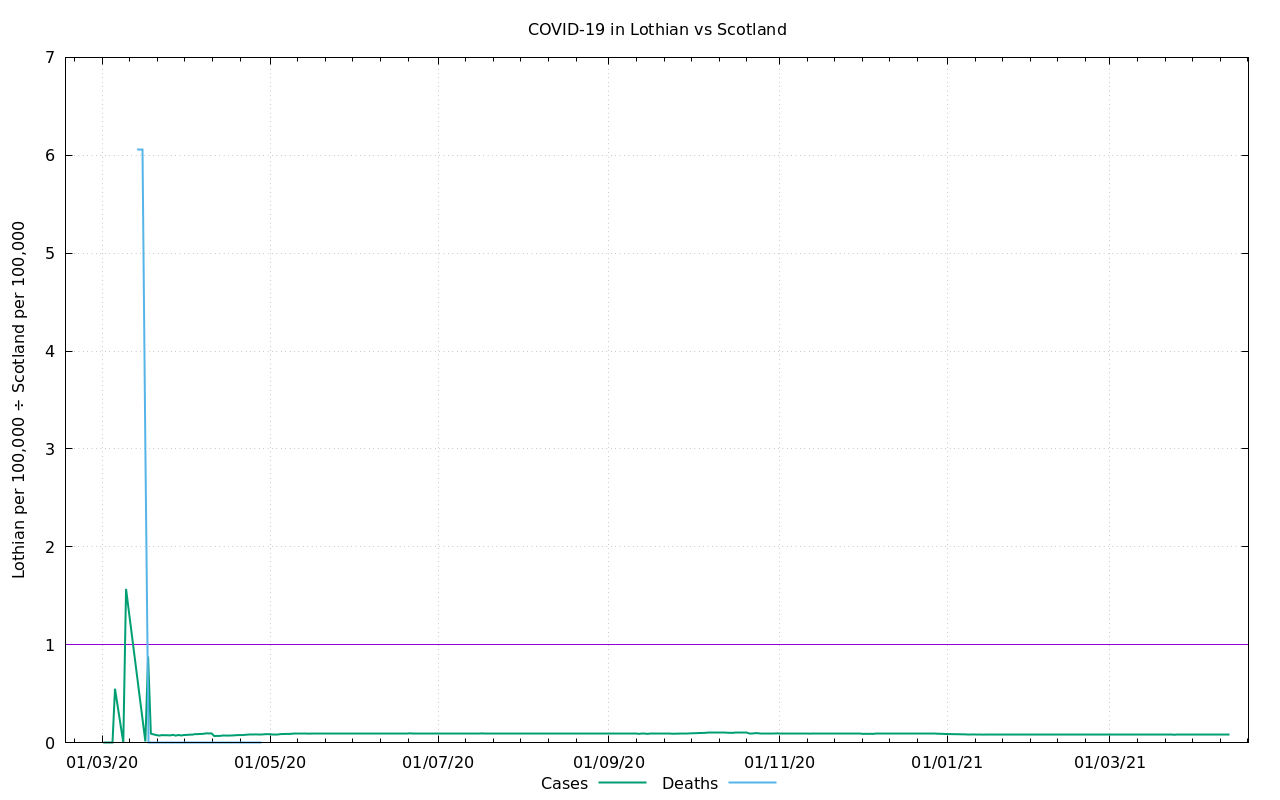 COVID-19 in Lothian vs Scotland
Lothian per 100,000 ÷ Scotland per 100,000
7
6
5
4
3
2
1
0
01/03/20 01/05/20 01/07/20 01/09/20 01/11/20 01/01/21 01/03/21
Cases Deaths